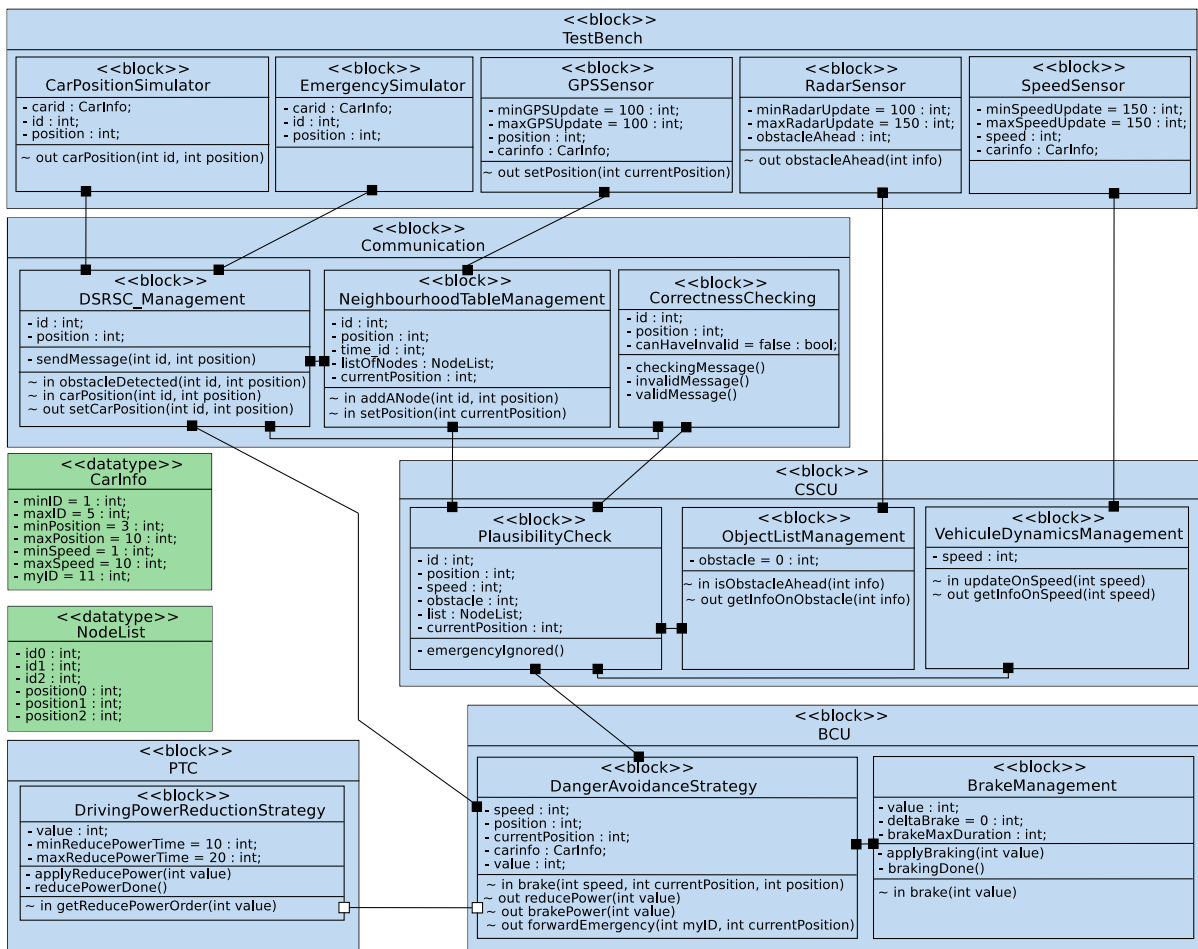 <<block>>
TestBench
<<block>>
CarPositionSimulator
- carid : CarInfo;
- id : int;
- position : int;
~ out carPosition(int id, int position)
<<block>>
EmergencySimulator
- carid : CarInfo;
- id : int;
- position : int;
<<block>>
GPSSensor
- minGPSUpdate = 100 : int;
- maxGPSUpdate = 100 : int;
- position : int;
- carinfo : CarInfo;
~ out setPosition(int currentPosition)
<<block>>
RadarSensor
- minRadarUpdate = 100 : int;
- maxRadarUpdate = 150 : int;
- obstacleAhead : int;
~ out obstacleAhead(int info)
<<block>>
SpeedSensor
- minSpeedUpdate = 150 : int;
- maxSpeedUpdate = 150 : int;
- speed : int;
- carinfo : CarInfo;
<<block>>
Communication
<<block>>
DSRSC_Management
- id : int;
- position : int;
- sendMessage(int id, int position)
~ in obstacleDetected(int id, int position)
~ in carPosition(int id, int position)
~ out setCarPosition(int id, int position)
<<block>>
NeighbourhoodTableManagement
- id : int;
- position : int;
- time_id : int;
- listOfNodes : NodeList;
- currentPosition : int;
~ in addANode(int id, int position)
~ in setPosition(int currentPosition)
<<block>>
CorrectnessChecking
- id : int;
- position : int;
- canHaveInvalid = false : bool;
- checkingMessage()
- invalidMessage()
- validMessage()
<<datatype>>
CarInfo
- minID = 1 : int;
- maxID = 5 : int;
- minPosition = 3 : int;
- maxPosition = 10 : int;
- minSpeed = 1 : int;
- maxSpeed = 10 : int;
- myID = 11 : int;
<<datatype>>
NodeList
- id0 : int;
- id1 : int;
- id2 : int;
- position0 : int;
- position1 : int;
- position2 : int;
<<block>>
CSCU
<<block>>
PlausibilityCheck
- id : int;
- position : int;
- speed : int;
- obstacle : int;
- list : NodeList;
- currentPosition : int;
- emergencyIgnored()
<<block>>
ObjectListManagement
- obstacle = 0 : int;
~ in isObstacleAhead(int info)
~ out getInfoOnObstacle(int info)
<<block>>
VehiculeDynamicsManagement
- speed : int;
~ in updateOnSpeed(int speed)
~ out getInfoOnSpeed(int speed)
<<block>>
PTC
<<block>>
DrivingPowerReductionStrategy
- value : int;
- minReducePowerTime = 10 : int;
- maxReducePowerTime = 20 : int;
- applyReducePower(int value)
- reducePowerDone()
~ in getReducePowerOrder(int value)
<<block>>
BCU
<<block>>
DangerAvoidanceStrategy
- speed : int;
- position : int;
- currentPosition : int;
- carinfo : CarInfo;
- value : int;
~ in brake(int speed, int currentPosition, int position)
~ out reducePower(int value)
~ out brakePower(int value)
~ out forwardEmergency(int myID, int currentPosition)
<<block>>
BrakeManagement
- value : int;
- deltaBrake = 0 : int;
- brakeMaxDuration : int;
- applyBraking(int value)
- brakingDone()
~ in brake(int value)